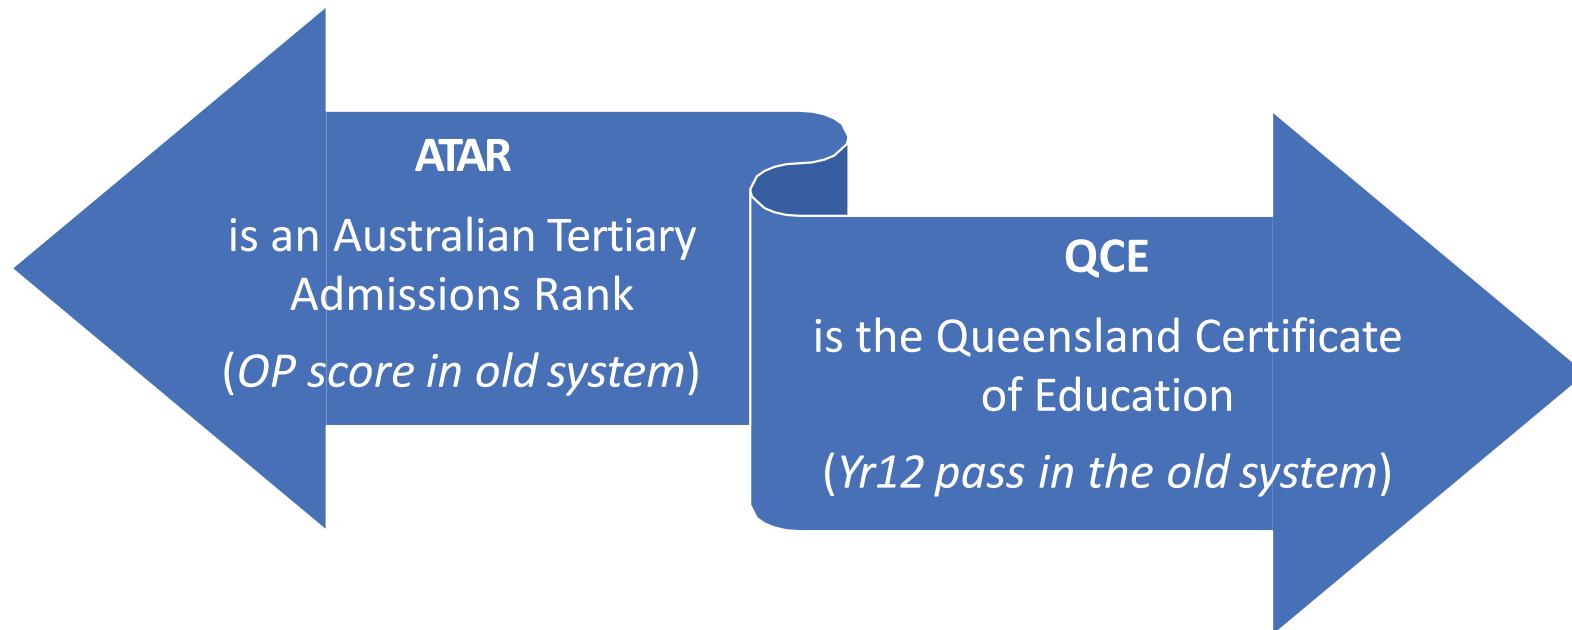 ATAR
is an Australian Tertiary
Admissions Rank
(OP score in old system)
QCE
is the Queensland Certificate
of Education
(Yr12 pass in the old system)